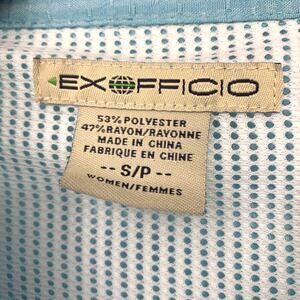 EXOFFICIO
53% POLYESTER
47% RAYON/RAYONNE
MADE IN CHINA
FABRIQUE EN CHINE
-- S/P --
WOMEN/FEMMES